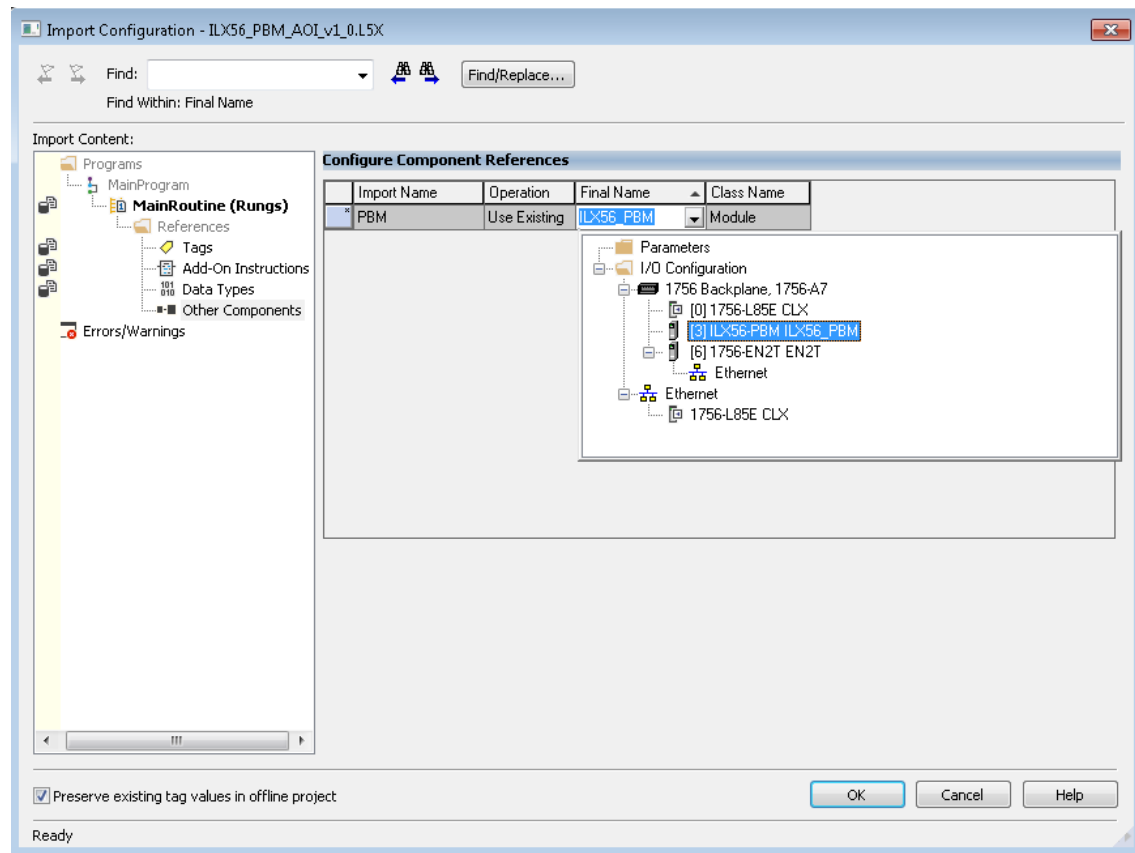 Import Configuration - ILX56_PBM_AOI_v1_0.L5X
Find:
Find/Replace...
Find Within: Final Name
Import Content:
Programs
MainProgram
MainRoutine (Rungs)
References
Tags
Add-On Instructions
Data Types
Other Components
Errors/Warnings
Configure Component References
Import Name Operation Final Name Class Name
PBM Use Existing ILX56_PBM Module
Parameters
I/O Configuration
1756 Backplane, 1756-A7
[0] 1756-L85E CLX
[3] ILX56-PBM ILX56_PBM
[6] 1756-EN2T EN2T
Ethernet
Ethernet
1756-L85E CLX
Preserve existing tag values in offline project
OK Cancel Help
Ready